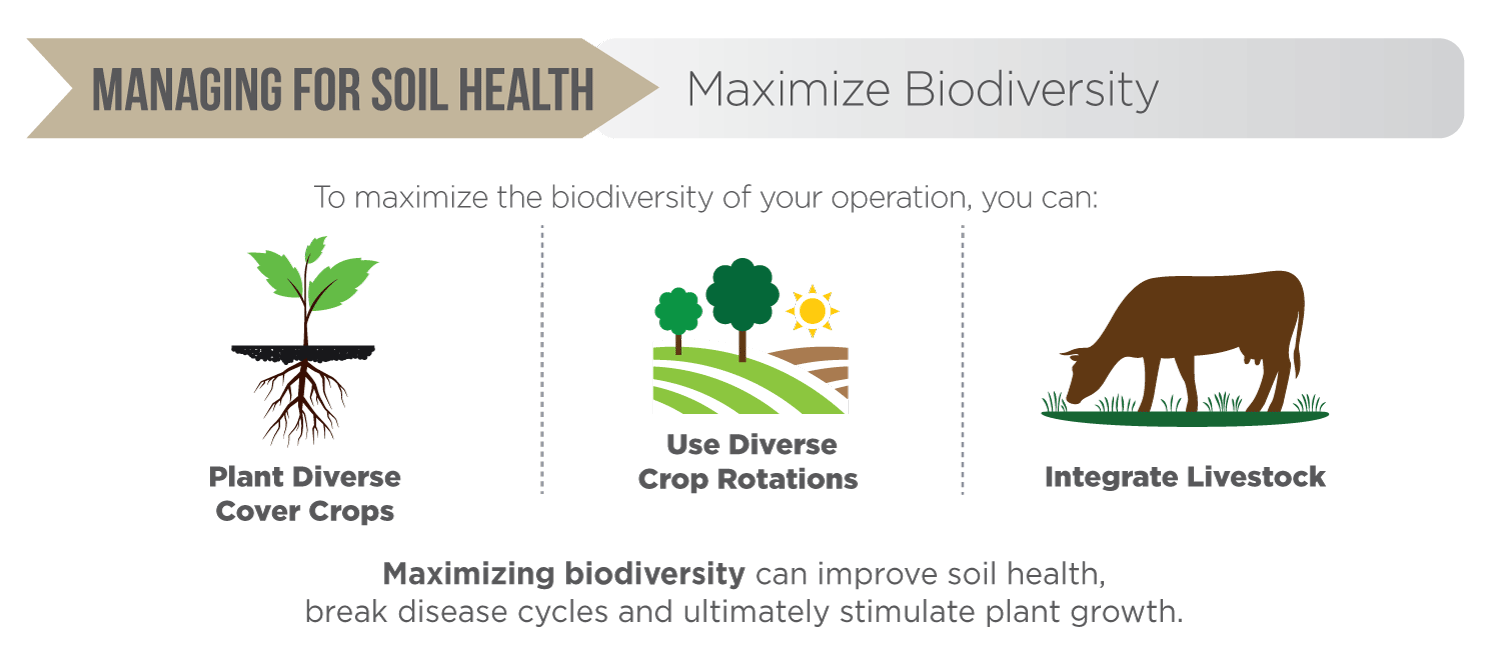 MANAGING FOR SOIL HEALTH
Maximize Biodiversity
To maximize the biodiversity of your operation, you can:
Plant Diverse
Cover Crops
Use Diverse
Crop Rotations
Integrate Livestock
Maximizing biodiversity can improve soil health,
break disease cycles and ultimately stimulate plant growth.